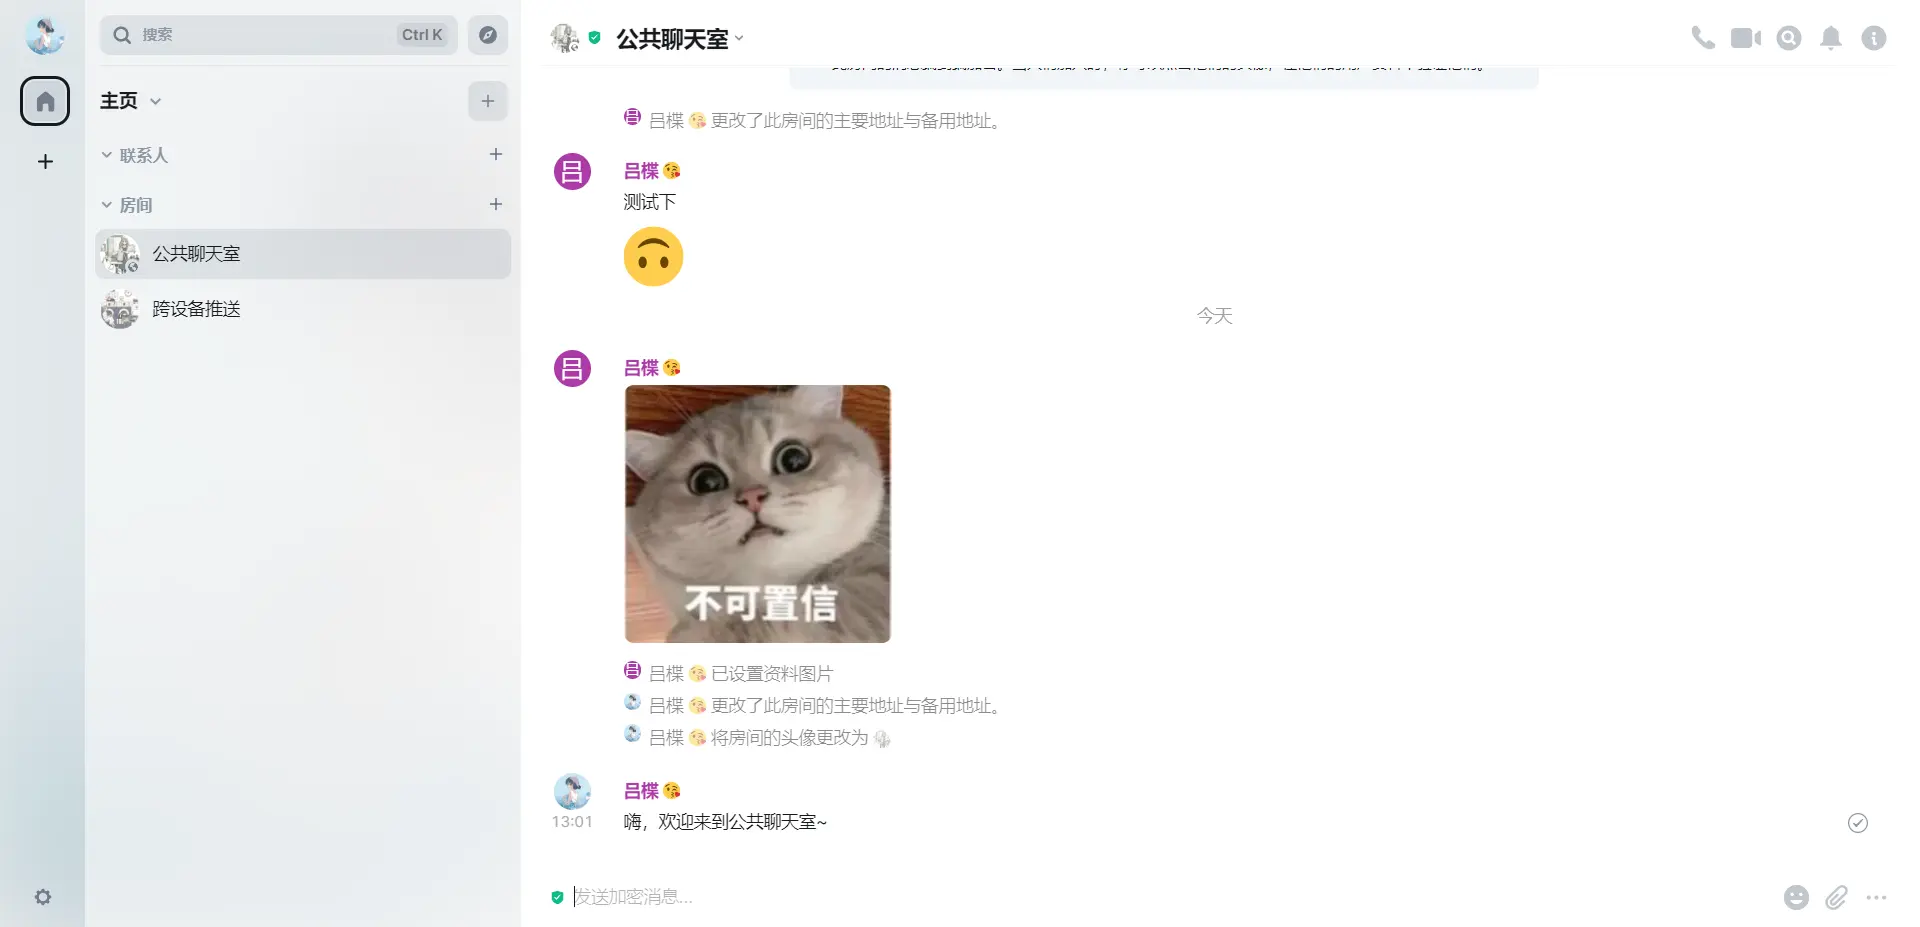 搜索 Ctrl K
主页
联系人
房间
公共聊天室
跨设备推送
公共聊天室
吕楪😘更改了此房间的主要地址与备用地址。
吕
吕楪😘
测试下
🙃
今天
吕
吕楪😘
不可置信
吕楪😘已设置资料图片
吕楪😘更改了此房间的主要地址与备用地址。
吕楪😘将房间的头像更改为
吕楪😘
13:01 嗨，欢迎来到公共聊天室~
发送加密消息…